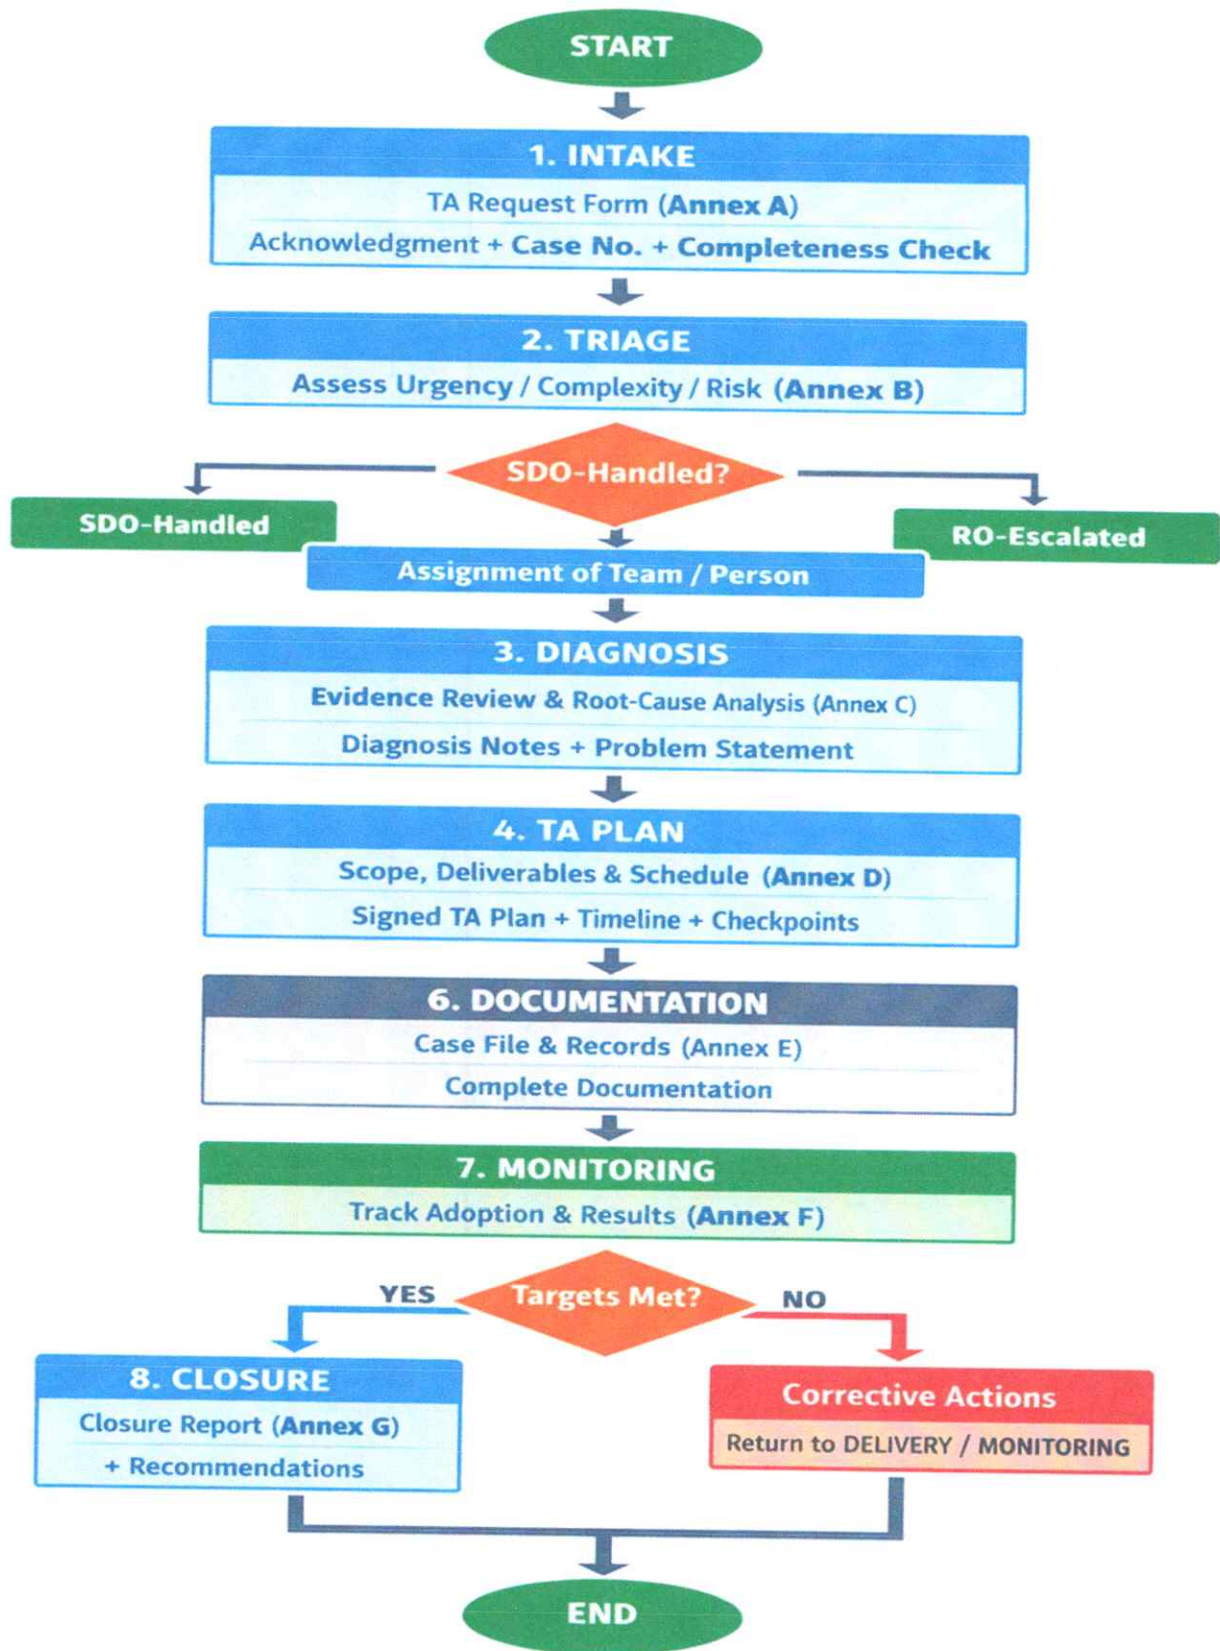 START
1. INTAKE
TA Request Form (Annex A)
Acknowledgment + Case No. + Completeness Check
2. TRIAGE
Assess Urgency / Complexity / Risk (Annex B)
SDO-Handled?
SDO-Handled
RO-Escalated
Assignment of Team / Person
3. DIAGNOSIS
Evidence Review & Root-Cause Analysis (Annex C)
Diagnosis Notes + Problem Statement
4. TA PLAN
Scope, Deliverables & Schedule (Annex D)
Signed TA Plan + Timeline + Checkpoints
6. DOCUMENTATION
Case File & Records (Annex E)
Complete Documentation
7. MONITORING
Track Adoption & Results (Annex F)
Targets Met?
YES
NO
8. CLOSURE
Closure Report (Annex G)
+ Recommendations
Corrective Actions
Return to DELIVERY / MONITORING
END